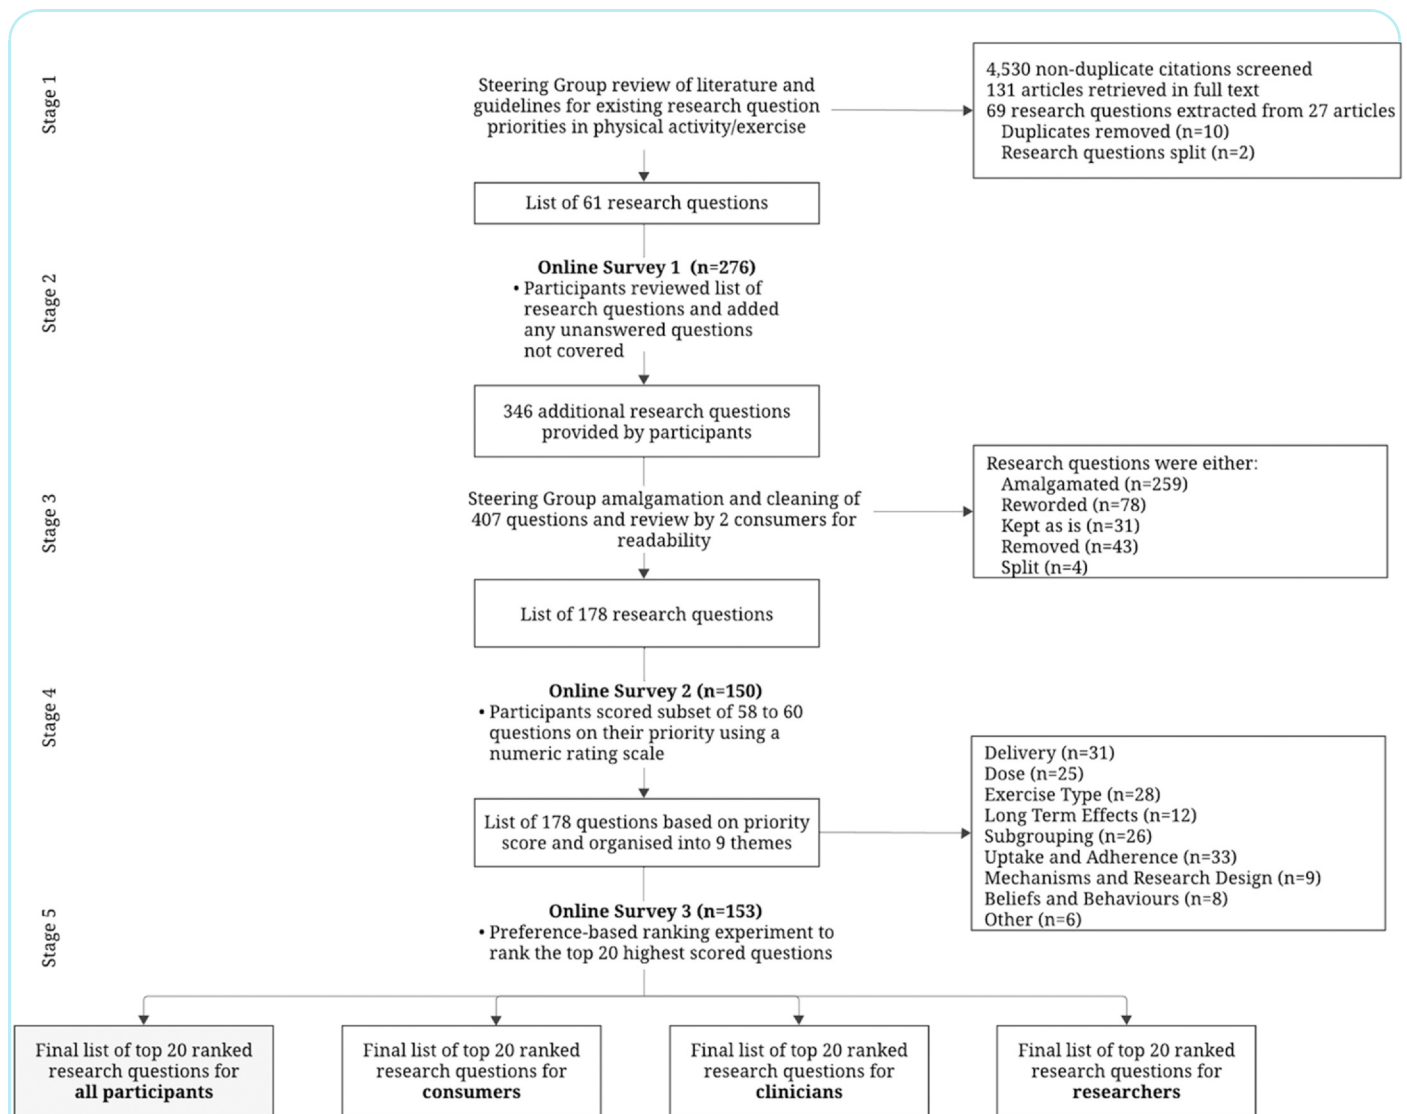 Stage 1
Steering Group review of literature and
guidelines for existing research question
priorities in physical activity/exercise
4,530 non-duplicate citations screened
131 articles retrieved in full text
69 research questions extracted from 27 articles
Duplicates removed (n=10)
Research questions split (n=2)
List of 61 research questions
Stage 2
Online Survey 1 (n=276)
• Participants reviewed list of
research questions and added
any unanswered questions
not covered
346 additional research questions
provided by participants
Stage 3
Steering Group amalgamation and cleaning of
407 questions and review by 2 consumers for
readability
Research questions were either:
Amalgamated (n=259)
Reworded (n=78)
Kept as is (n=31)
Removed (n=43)
Split (n=4)
List of 178 research questions
Stage 4
Online Survey 2 (n=150)
• Participants scored subset of 58 to 60
questions on their priority using a
numeric rating scale
List of 178 questions based on priority
score and organised into 9 themes
Delivery (n=31)
Dose (n=25)
Exercise Type (n=28)
Long Term Effects (n=12)
Subgrouping (n=26)
Uptake and Adherence (n=33)
Mechanisms and Research Design (n=9)
Beliefs and Behaviours (n=8)
Other (n=6)
Stage 5
Online Survey 3 (n=153)
• Preference-based ranking experiment to
rank the top 20 highest scored questions
Final list of top 20 ranked
research questions for
all participants
Final list of top 20 ranked
research questions for
consumers
Final list of top 20 ranked
research questions for
clinicians
Final list of top 20 ranked
research questions for
researchers